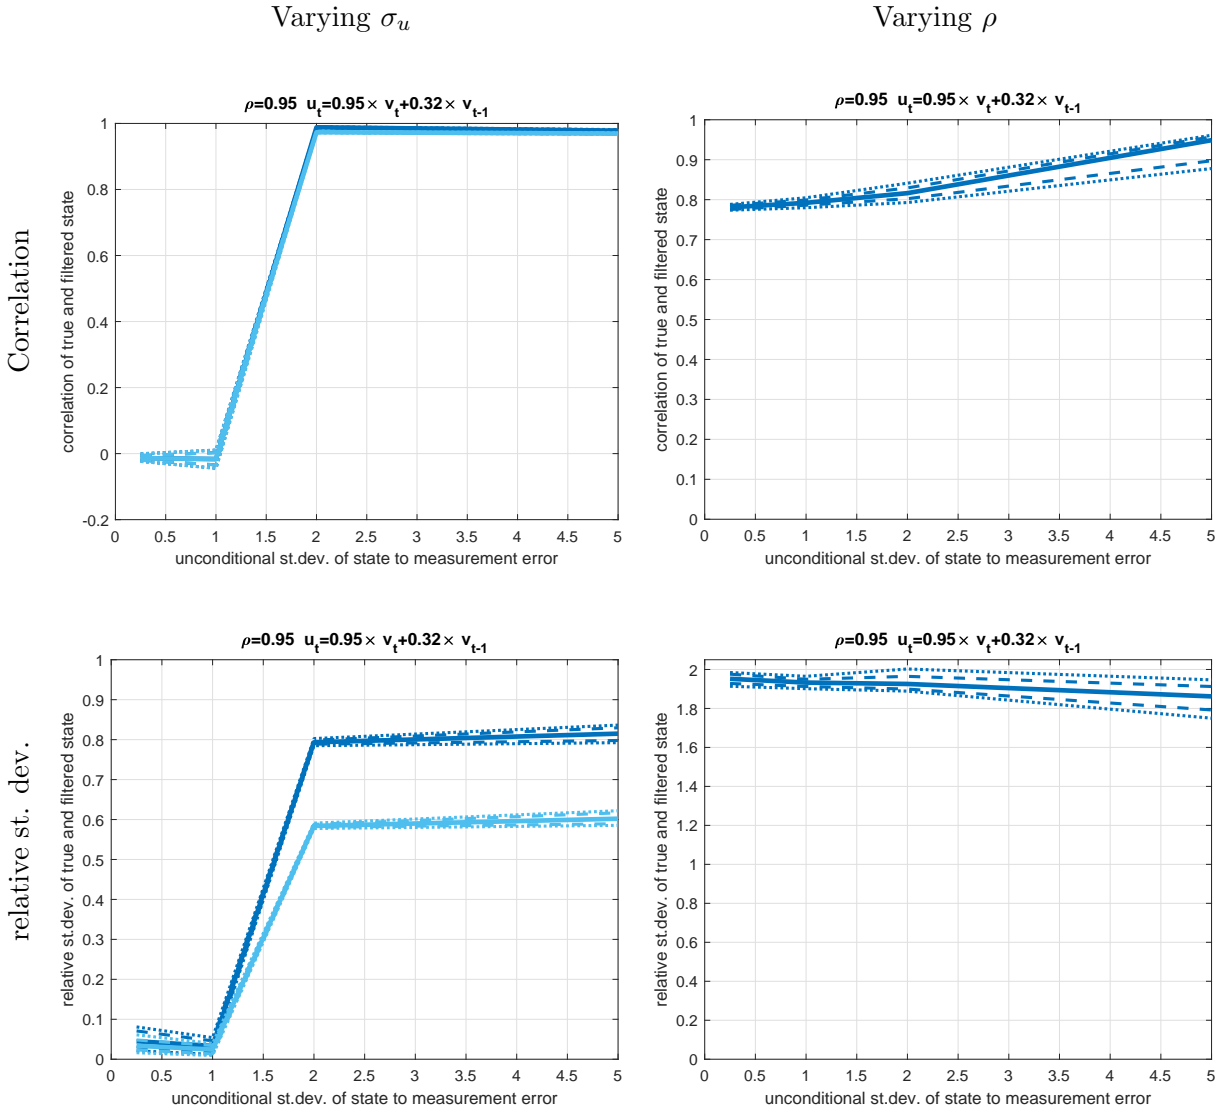 Varying σ_u
Varying ρ
Correlation
ρ=0.95 u_t=0.95× v_t+0.32× v_{t-1}
correlation of true and filtered state
1
0.8
0.6
0.4
0.2
0
-0.2
0 0.5 1 1.5 2 2.5 3 3.5 4 4.5 5
unconditional st.dev. of state to measurement error
ρ=0.95 u_t=0.95× v_t+0.32× v_{t-1}
correlation of true and filtered state
1
0.9
0.8
0.7
0.6
0.5
0.4
0.3
0.2
0.1
0
0 0.5 1 1.5 2 2.5 3 3.5 4 4.5 5
unconditional st.dev. of state to measurement error
relative st. dev.
ρ=0.95 u_t=0.95× v_t+0.32× v_{t-1}
relative st.dev. of true and filtered state
1
0.9
0.8
0.7
0.6
0.5
0.4
0.3
0.2
0.1
0
0 0.5 1 1.5 2 2.5 3 3.5 4 4.5 5
unconditional st.dev. of state to measurement error
ρ=0.95 u_t=0.95× v_t+0.32× v_{t-1}
relative st.dev. of true and filtered state
2
1.8
1.6
1.4
1.2
1
0.8
0.6
0.4
0.2
0
0 0.5 1 1.5 2 2.5 3 3.5 4 4.5 5
unconditional st.dev. of state to measurement error